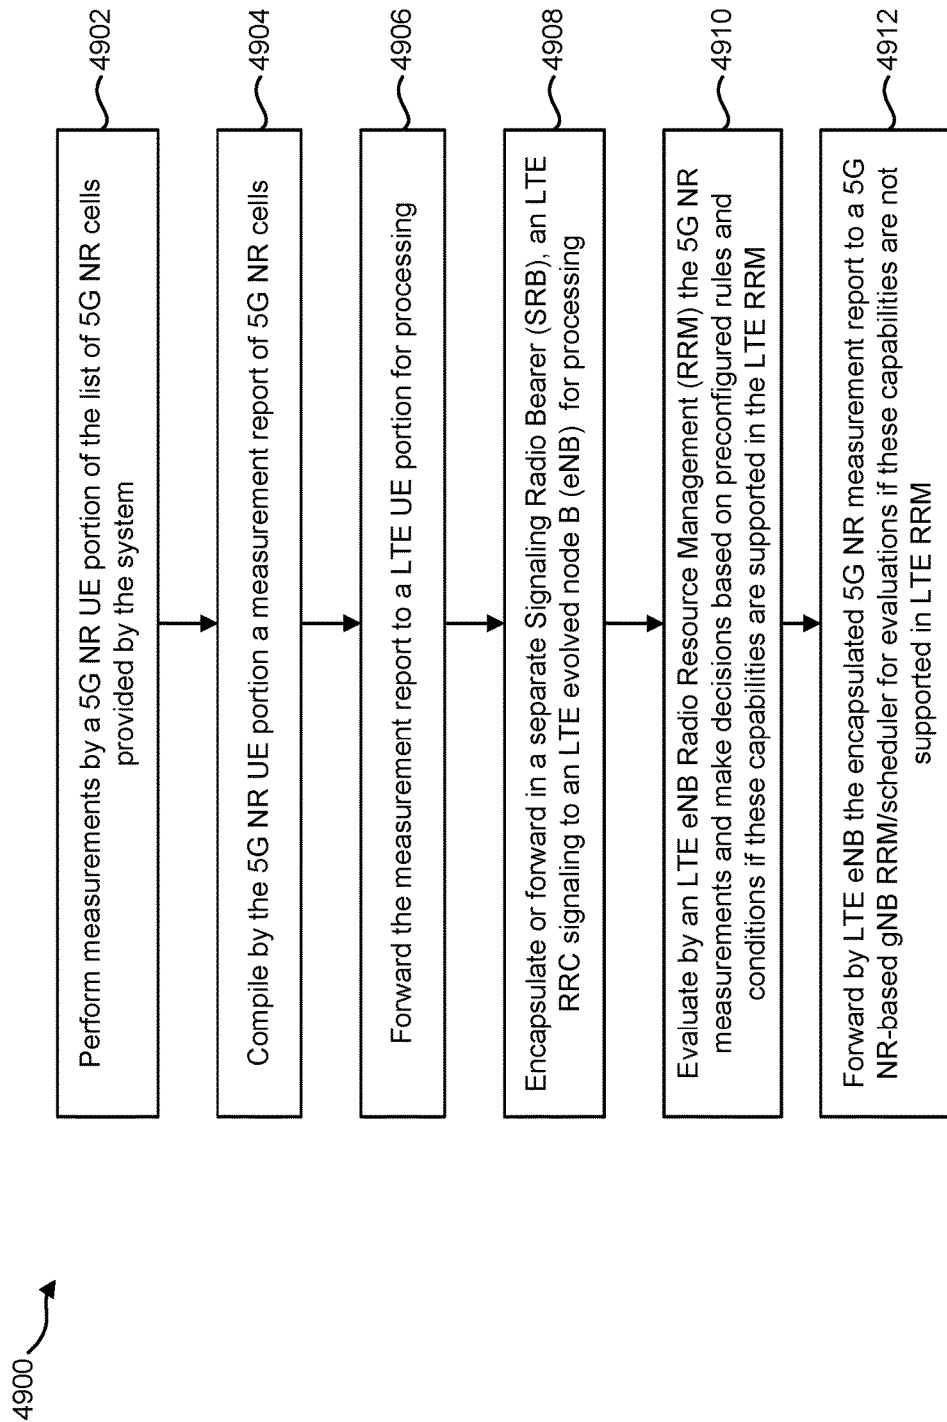 4900
Perform measurements by a 5G NR UE portion of the list of 5G NR cells
provided by the system
4902
Compile by the 5G NR UE portion a measurement report of 5G NR cells
4904
Forward the measurement report to a LTE UE portion for processing
4906
Encapsulate or forward in a separate Signaling Radio Bearer (SRB), an LTE
RRC signaling to an LTE evolved node B (eNB) for processing
4908
Evaluate by an LTE eNB Radio Resource Management (RRM) the 5G NR
measurements and make decisions based on preconfigured rules and
conditions if these capabilities are supported in the LTE RRM
4910
Forward by LTE eNB the encapsulated 5G NR measurement report to a 5G
NR-based gNB RRM/scheduler for evaluations if these capabilities are not
supported in LTE RRM
4912